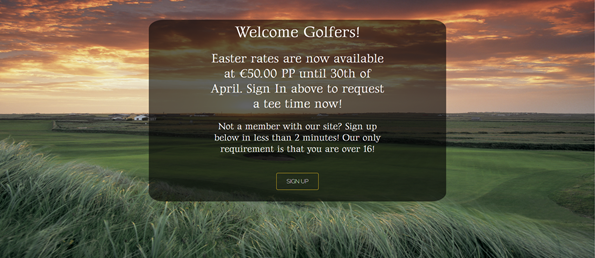 Welcome Golfers!
Easter rates are now available
at €50.00 PP until 30th of
April. Sign In above to request
a tee time now!
Not a member with our site? Sign up
below in less than 2 minutes! Our only
requirement is that you are over 16!
SIGN UP